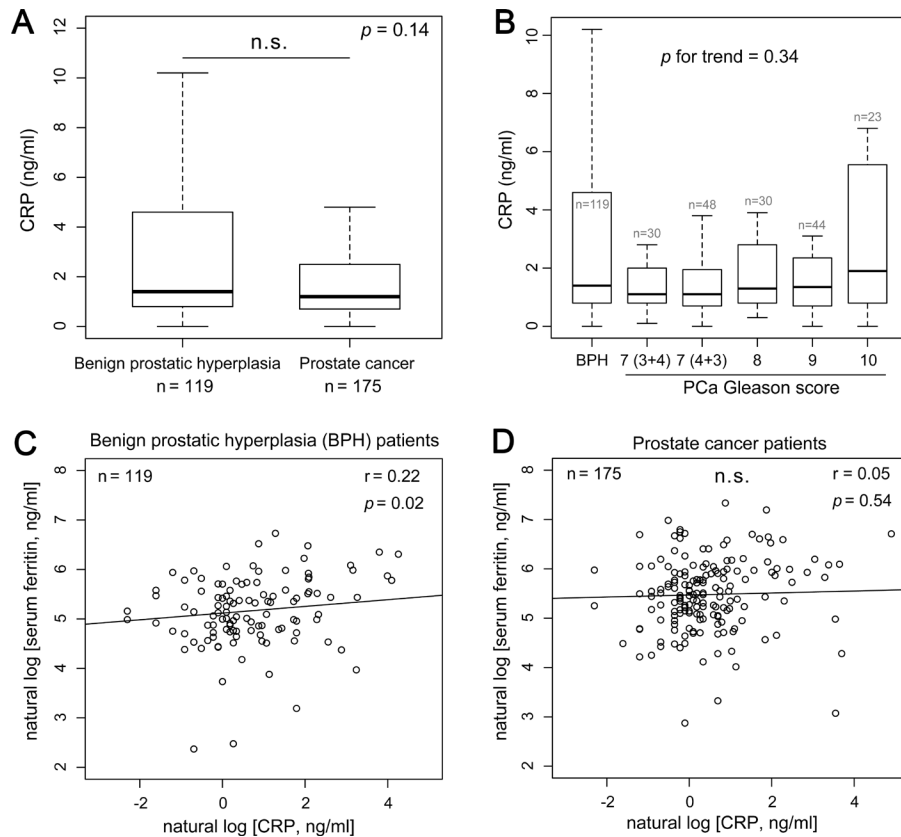 A
p = 0.14
n.s.
CRP (ng/ml)
12
10
8
6
4
2
0
Benign prostatic hyperplasia
n = 119
Prostate cancer
n = 175
B
p for trend = 0.34
CRP (ng/ml)
10
8
6
4
2
0
n=119
n=30
n=48
n=30
n=44
n=23
BPH 7 (3+4) 7 (4+3) 8 9 10
PCa Gleason score
C
Benign prostatic hyperplasia (BPH) patients
n = 119
r = 0.22
p = 0.02
natural log [serum ferritin, ng/ml]
8
7
6
5
4
3
2
-2 0 2 4
natural log [CRP, ng/ml]
D
Prostate cancer patients
n = 175
n.s.
r = 0.05
p = 0.54
natural log [serum ferritin, ng/ml]
8
7
6
5
4
3
2
-2 0 2 4
natural log [CRP, ng/ml]